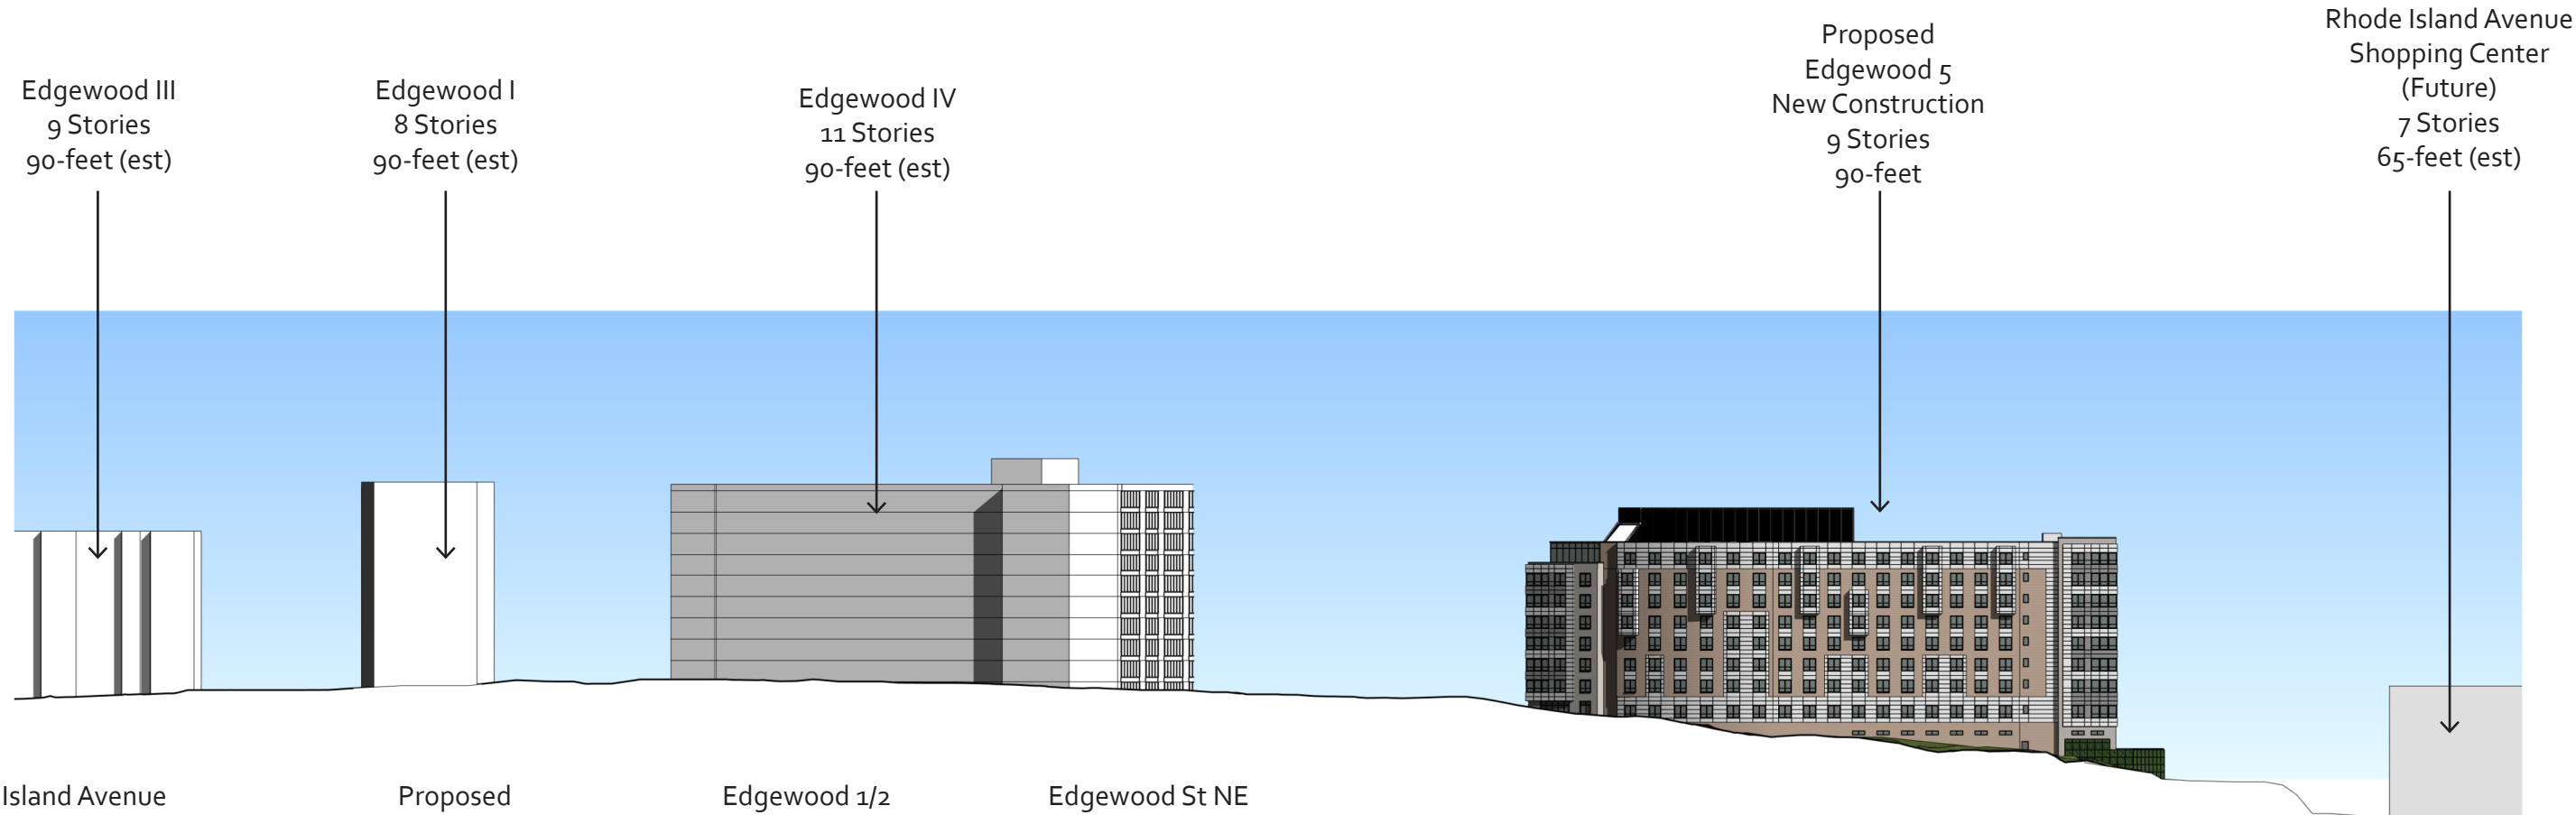 Edgewood III
9 Stories
90-feet (est)
Edgewood I
8 Stories
90-feet (est)
Edgewood IV
11 Stories
90-feet (est)
Proposed
Edgewood 5
New Construction
9 Stories
90-feet
Rhode Island Avenue
Shopping Center
(Future)
7 Stories
65-feet (est)
Island Avenue
Proposed
Edgewood 1/2
Edgewood St NE